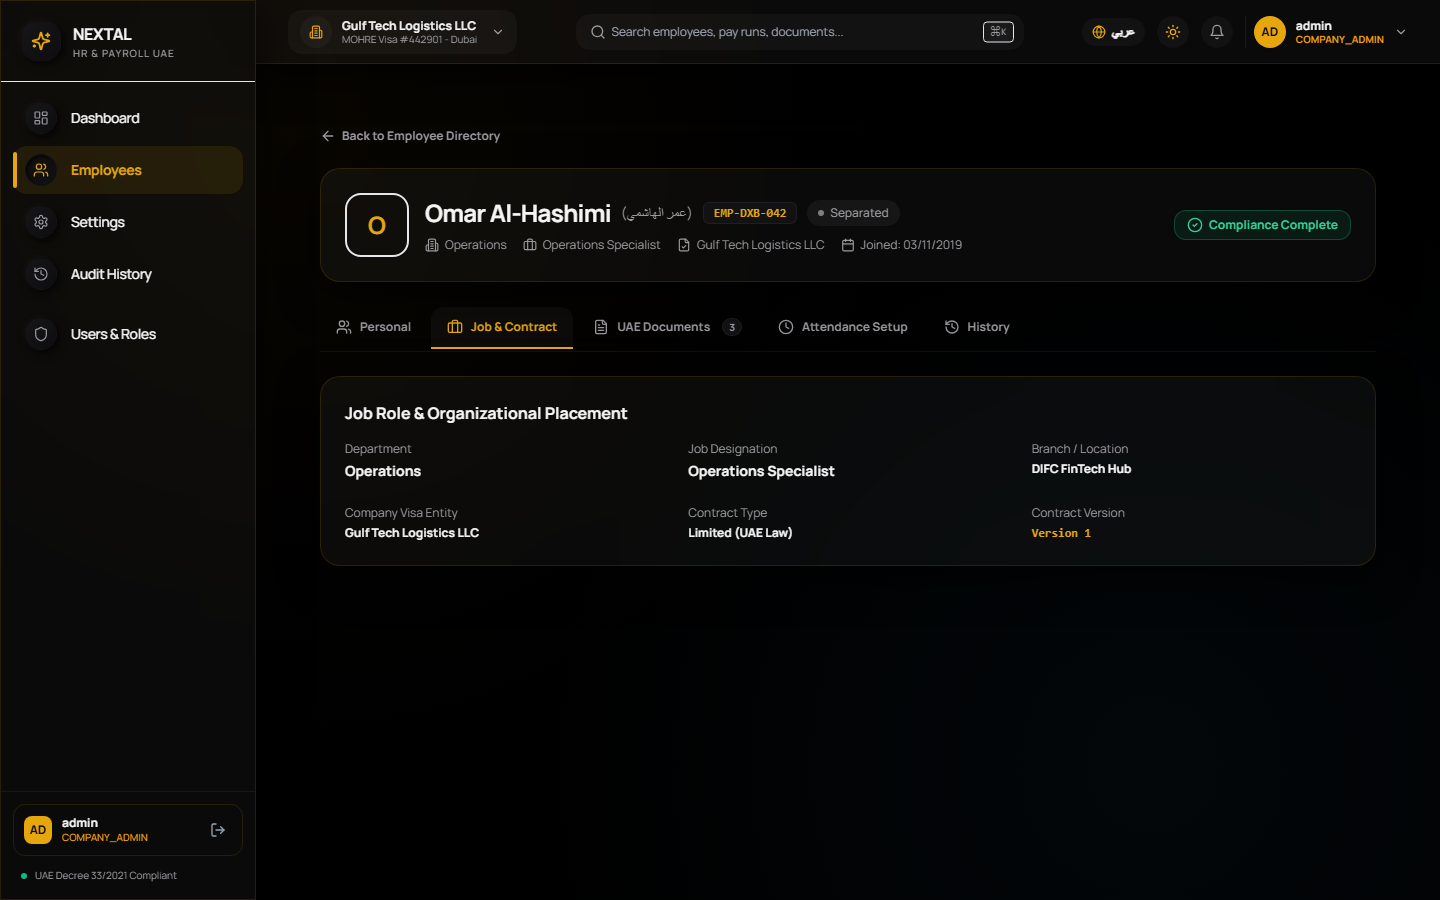 NEXTAL
HR & PAYROLL UAE
Gulf Tech Logistics LLC
MOHRE Visa #442901 - Dubai
Search employees, pay runs, documents...
⌘K
عربي
AD
admin
COMPANY_ADMIN
Dashboard
Employees
Settings
Audit History
Users & Roles
Back to Employee Directory
O
Omar Al-Hashimi (عمر الهاشمي) EMP-DXB-042 Separated
Operations Operations Specialist Gulf Tech Logistics LLC Joined: 03/11/2019
Compliance Complete
Personal Job & Contract UAE Documents 3 Attendance Setup History
Job Role & Organizational Placement
Department Job Designation Branch / Location
Operations Operations Specialist DIFC FinTech Hub
Company Visa Entity Contract Type Contract Version
Gulf Tech Logistics LLC Limited (UAE Law) Version 1
AD
admin
COMPANY_ADMIN
UAE Decree 33/2021 Compliant